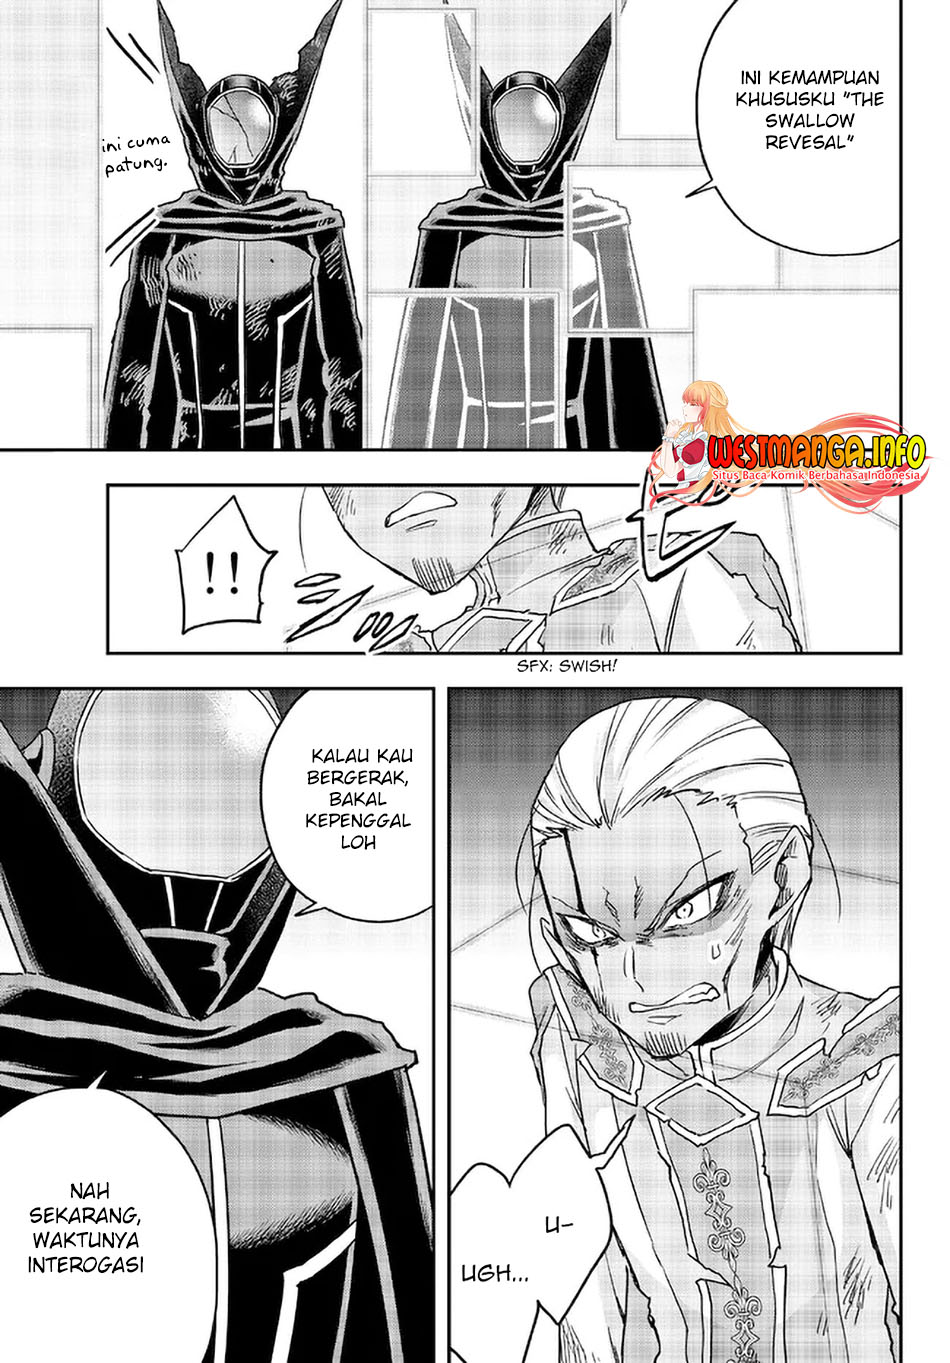 INI KEMAMPUAN
KHUSUSKU "THE
SWALLOW
REVESAL"
ini cuma
patung.
WESTMANGA.INFO
Situs Baca Komik Berbahasa Indonesia
!!
SFX: SWISH!
KALAU KAU
BERGERAK,
BAKAL
KEPENGGAL
LOH
U-
UGH...
NAH
SEKARANG,
WAKTUNYA
INTEROGASI